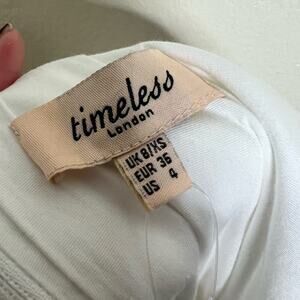 timeless
London
UK 8/XS
EUR 36
US 4